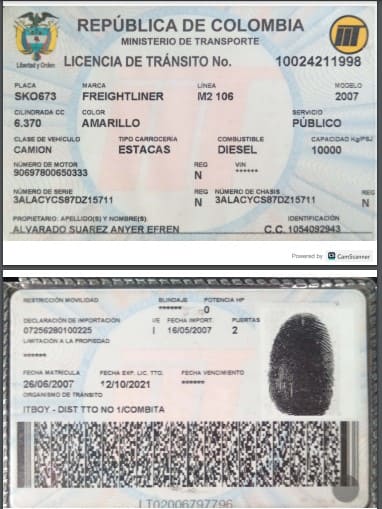 REPÚBLICA DE COLOMBIA
MINISTERIO DE TRANSPORTE
Libertad y Orden
LICENCIA DE TRÁNSITO No. 10024211998
PLACA MARCA LÍNEA MODELO
SKO673 FREIGHTLINER M2 106 2007
CILINDRADA CC COLOR SERVICIO
6.370 AMARILLO PÚBLICO
CLASE DE VEHÍCULO TIPO CARROCERÍA COMBUSTIBLE CAPACIDAD Kg/PSJ
CAMION ESTACAS DIESEL 10000
NÚMERO DE MOTOR REG VIN
90697800650333 N ******
NÚMERO DE SERIE REG NÚMERO DE CHASIS REG
3ALACYCS87DZ15711 N 3ALACYCS87DZ15711 N
PROPIETARIO: APELLIDO(S) Y NOMBRE(S) IDENTIFICACIÓN
ALVARADO SUAREZ ANYER EFREN C.C. 1054092943
Powered by CS CamScanner
RESTRICCIÓN MOVILIDAD BLINDAJE POTENCIA HP
****** ****** 0
DECLARACIÓN DE IMPORTACIÓN I/E FECHA IMPORT. PUERTAS
07256280100225 I 16/05/2007 2
LIMITACIÓN A LA PROPIEDAD
******
FECHA MATRÍCULA FECHA EXP. LIC. TTO. FECHA VENCIMIENTO
26/06/2007 12/10/2021 ******
ORGANISMO DE TRÁNSITO
ITBOY - DIST TTO NO 1/COMBITA
LT02006797796